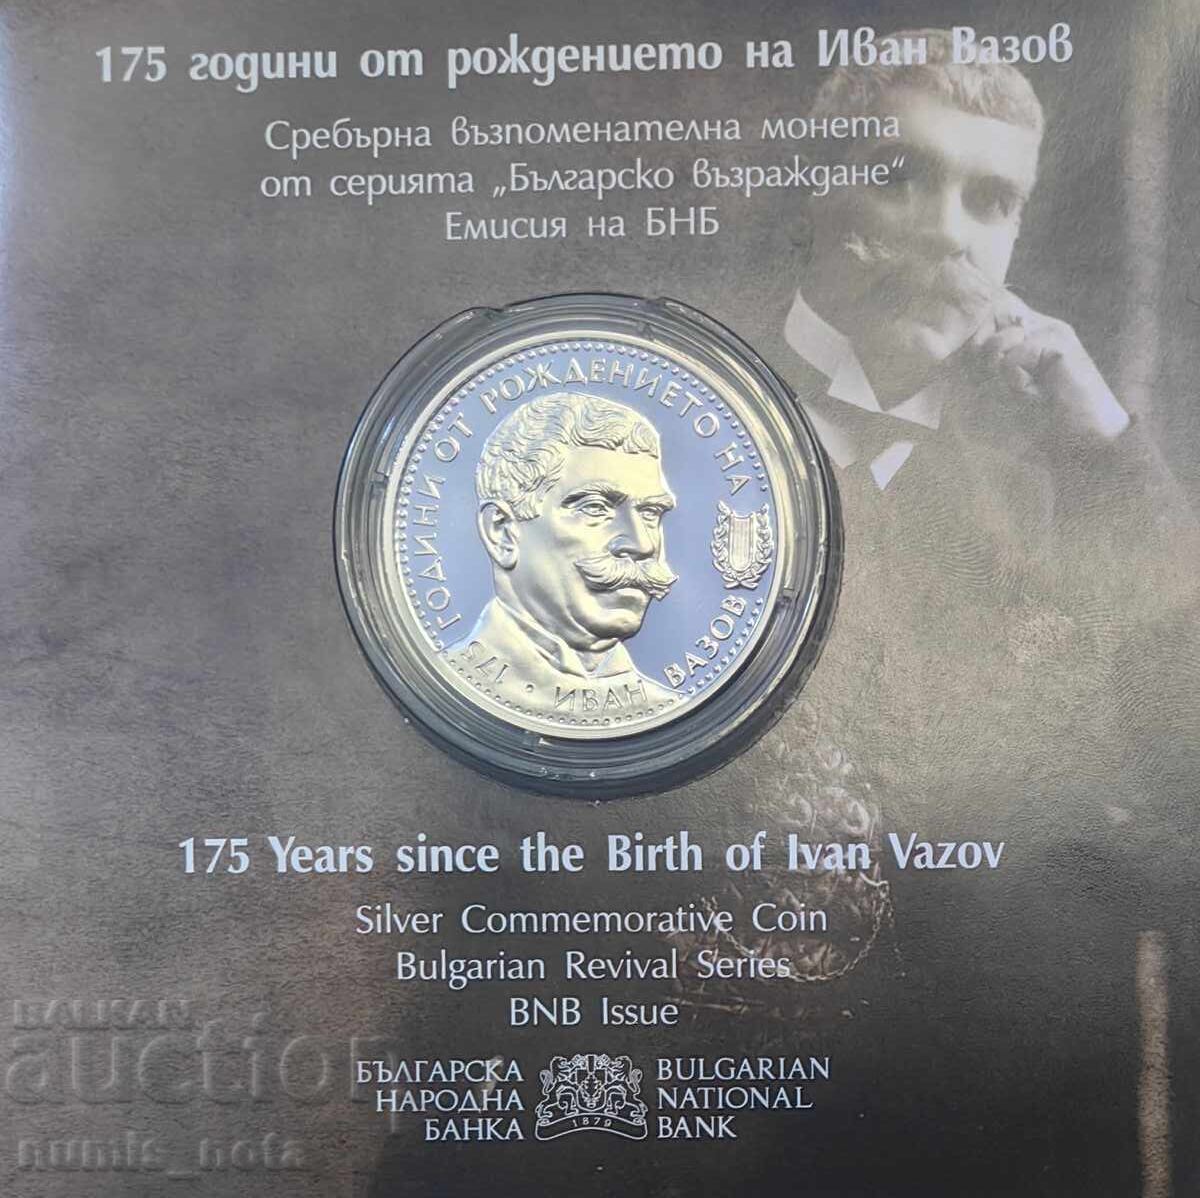 175 години от рождението на Иван Вазов
Сребърна възпоменателна монета
от серията „Българско възраждане“
Емисия на БНБ
175 ГОДИНИ ОТ РОЖДЕНИЕТО НА
• ИВАН ВАЗОВ
175 Years since the Birth of Ivan Vazov
Silver Commemorative Coin
Bulgarian Revival Series
BNB Issue
БЪЛГАРСКА
НАРОДНА
БАНКА
1879
BULGARIAN
NATIONAL
BANK
BALKAN
auction
numis_nota